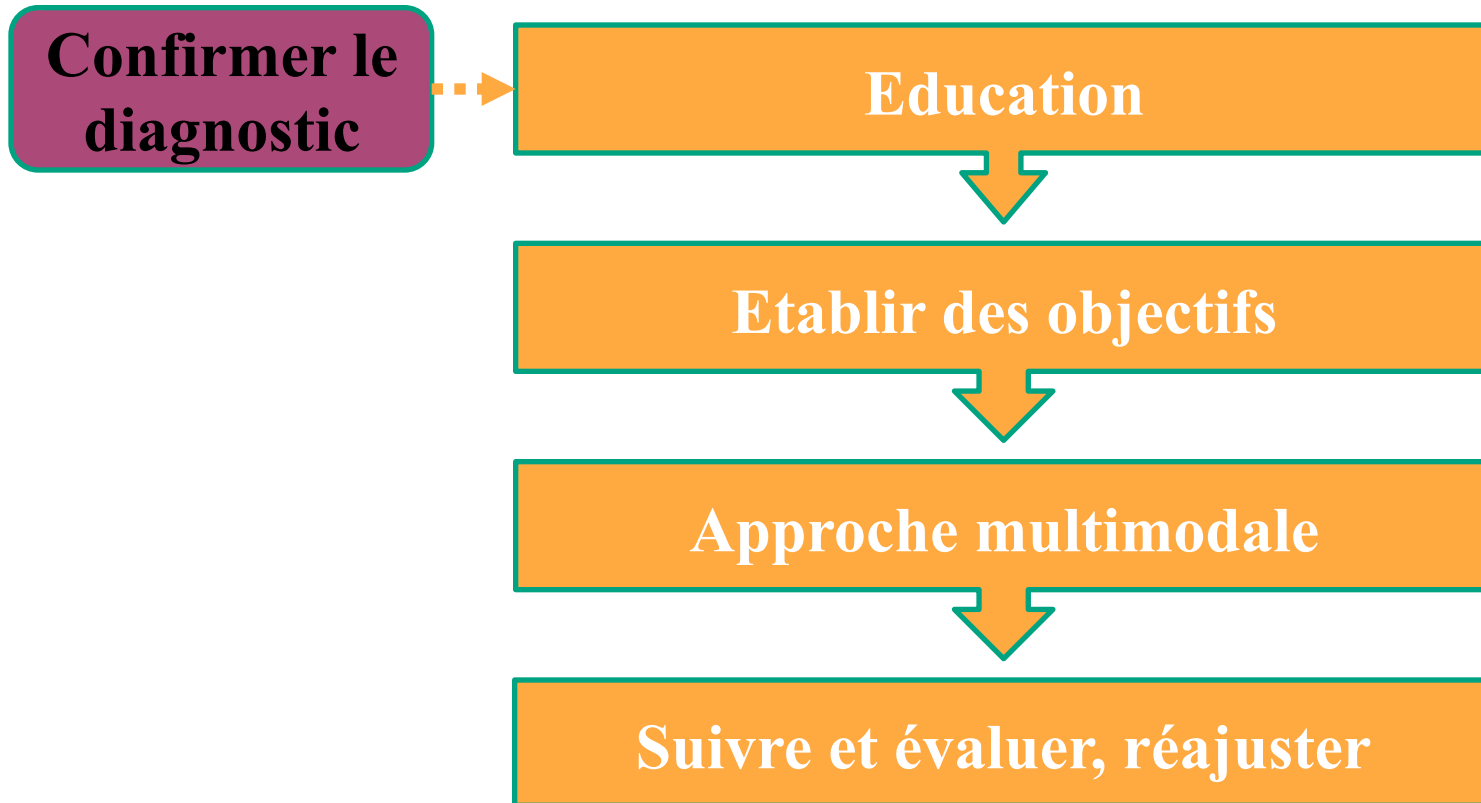 Confirmer le
diagnostic
Education
Etablir des objectifs
Approche multimodale
Suivre et évaluer, réajuster